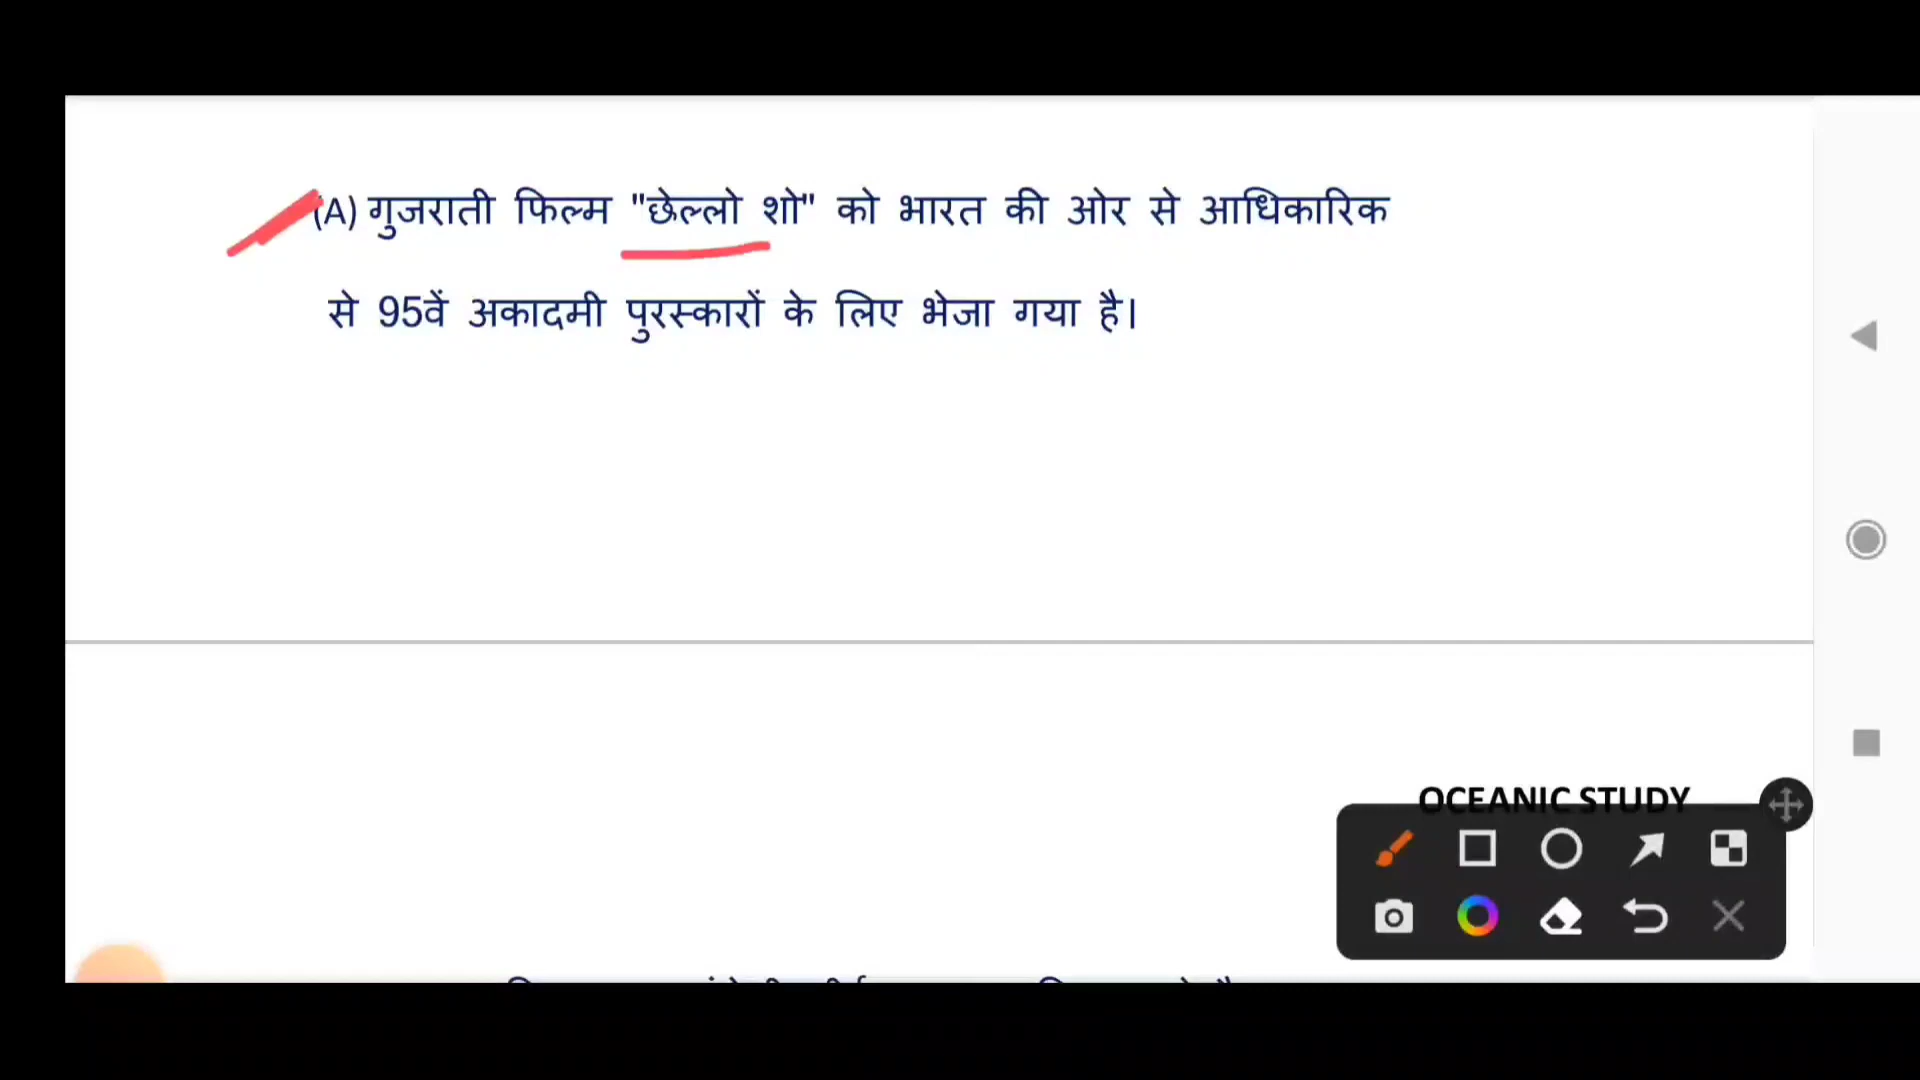 (A) गुजराती फिल्म "छेल्लो शो" को भारत की ओर से आधिकारिक
से 95वें अकादमी पुरस्कारों के लिए भेजा गया है।
OCEANIC STUDY